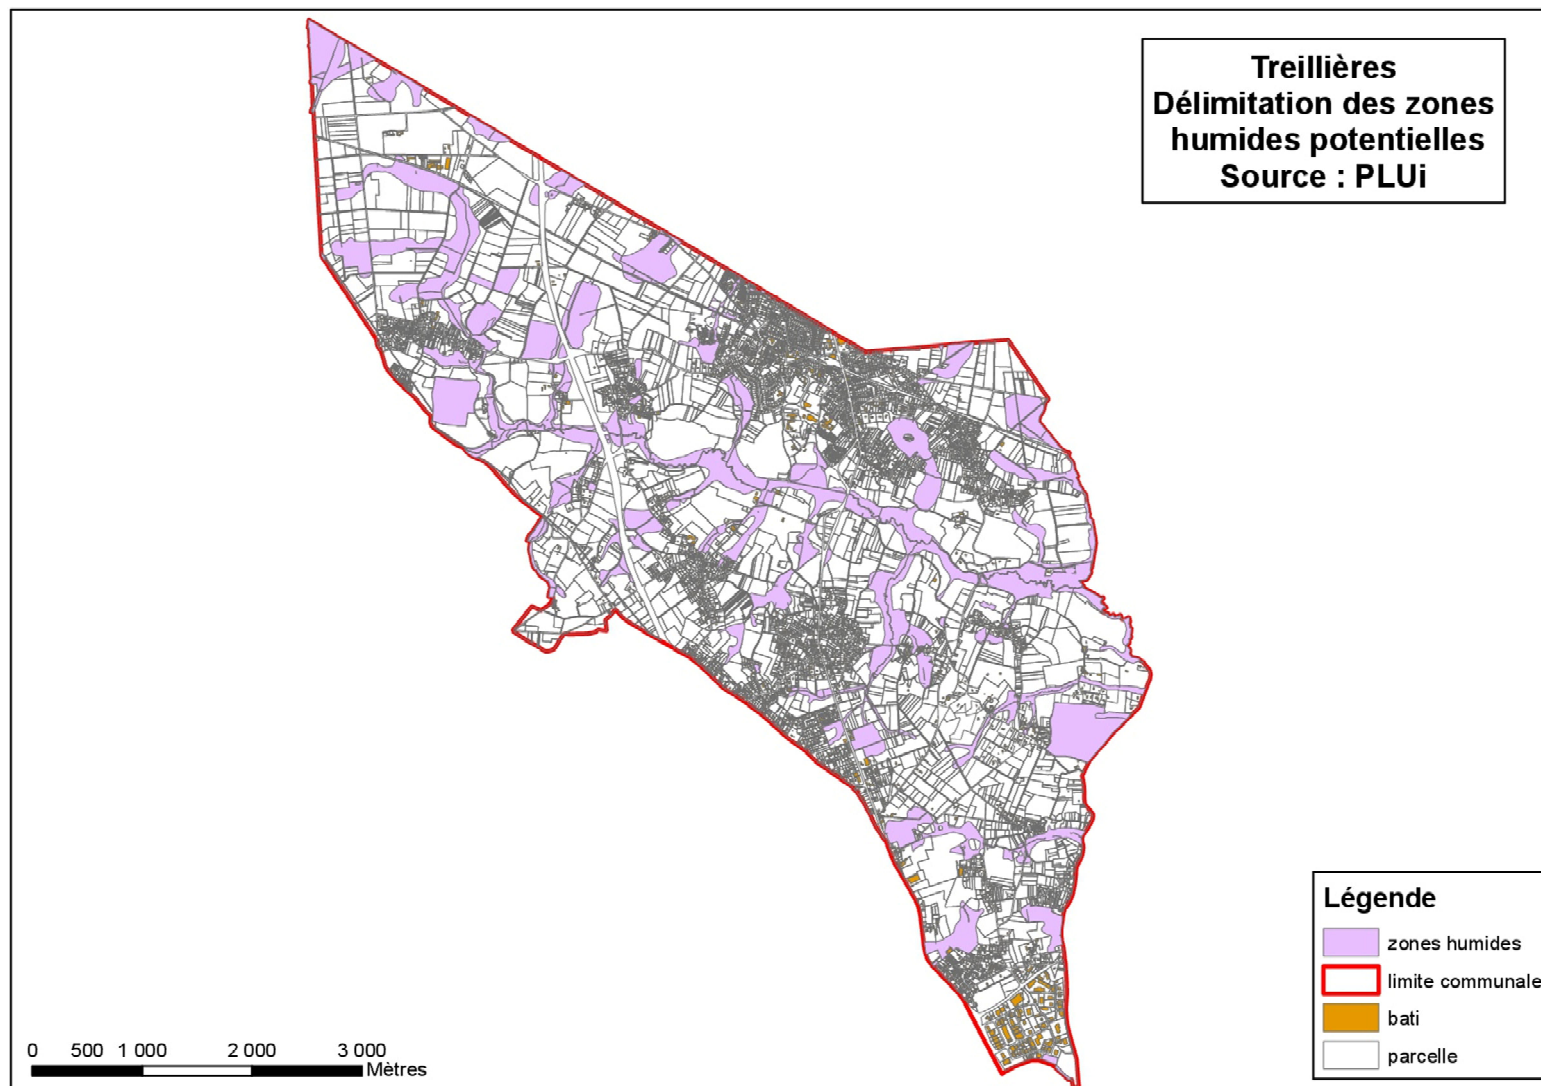 Treillières
Délimitation des zones
humides potentielles
Source : PLUi
Légende
zones humides
limite communale
bati
parcelle
0 500 1 000 2 000 3 000
Mètres